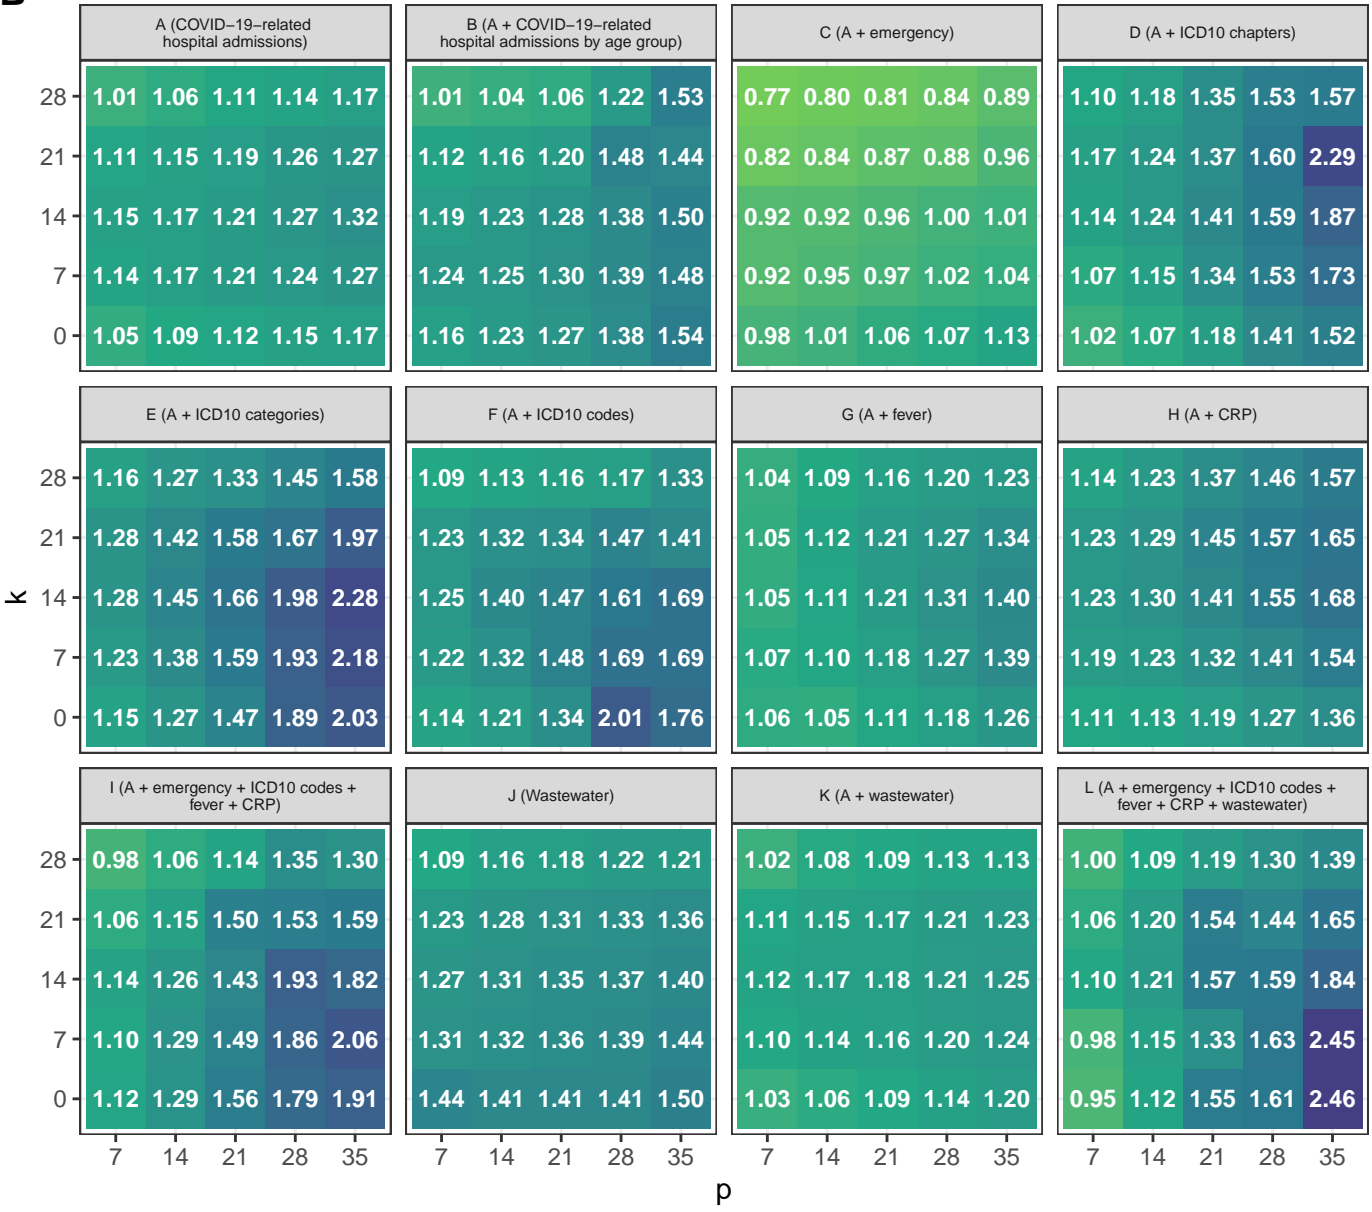 A (COVID−19−related
hospital admissions)
B (A + COVID−19−related
hospital admissions by age group)
C (A + emergency)
D (A + ICD10 chapters)
28 1.01 1.06 1.11 1.14 1.17 1.01 1.04 1.06 1.22 1.53 0.77 0.80 0.81 0.84 0.89 1.10 1.18 1.35 1.53 1.57
21 1.11 1.15 1.19 1.26 1.27 1.12 1.16 1.20 1.48 1.44 0.82 0.84 0.87 0.88 0.96 1.17 1.24 1.37 1.60 2.29
14 1.15 1.17 1.21 1.27 1.32 1.19 1.23 1.28 1.38 1.50 0.92 0.92 0.96 1.00 1.01 1.14 1.24 1.41 1.59 1.87
7 1.14 1.17 1.21 1.24 1.27 1.24 1.25 1.30 1.39 1.48 0.92 0.95 0.97 1.02 1.04 1.07 1.15 1.34 1.53 1.73
0 1.05 1.09 1.12 1.15 1.17 1.16 1.23 1.27 1.38 1.54 0.98 1.01 1.06 1.07 1.13 1.02 1.07 1.18 1.41 1.52
E (A + ICD10 categories)
F (A + ICD10 codes)
G (A + fever)
H (A + CRP)
28 1.16 1.27 1.33 1.45 1.58 1.09 1.13 1.16 1.17 1.33 1.04 1.09 1.16 1.20 1.23 1.14 1.23 1.37 1.46 1.57
21 1.28 1.42 1.58 1.67 1.97 1.23 1.32 1.34 1.47 1.41 1.05 1.12 1.21 1.27 1.34 1.23 1.29 1.45 1.57 1.65
k
14 1.28 1.45 1.66 1.98 2.28 1.25 1.40 1.47 1.61 1.69 1.05 1.11 1.21 1.31 1.40 1.23 1.30 1.41 1.55 1.68
7 1.23 1.38 1.59 1.93 2.18 1.22 1.32 1.48 1.69 1.69 1.07 1.10 1.18 1.27 1.39 1.19 1.23 1.32 1.41 1.54
0 1.15 1.27 1.47 1.89 2.03 1.14 1.21 1.34 2.01 1.76 1.06 1.05 1.11 1.18 1.26 1.11 1.13 1.19 1.27 1.36
I (A + emergency + ICD10 codes +
fever + CRP)
J (Wastewater)
K (A + wastewater)
L (A + emergency + ICD10 codes +
fever + CRP + wastewater)
28 0.98 1.06 1.14 1.35 1.30 1.09 1.16 1.18 1.22 1.21 1.02 1.08 1.09 1.13 1.13 1.00 1.09 1.19 1.30 1.39
21 1.06 1.15 1.50 1.53 1.59 1.23 1.28 1.31 1.33 1.36 1.11 1.15 1.17 1.21 1.23 1.06 1.20 1.54 1.44 1.65
14 1.14 1.26 1.43 1.93 1.82 1.27 1.31 1.35 1.37 1.40 1.12 1.17 1.18 1.21 1.25 1.10 1.21 1.57 1.59 1.84
7 1.10 1.29 1.49 1.86 2.06 1.31 1.32 1.36 1.39 1.44 1.10 1.14 1.16 1.20 1.24 0.98 1.15 1.33 1.63 2.45
0 1.12 1.29 1.56 1.79 1.91 1.44 1.41 1.41 1.41 1.50 1.03 1.06 1.09 1.14 1.20 0.95 1.12 1.55 1.61 2.46
7 14 21 28 35 7 14 21 28 35 7 14 21 28 35 7 14 21 28 35
p